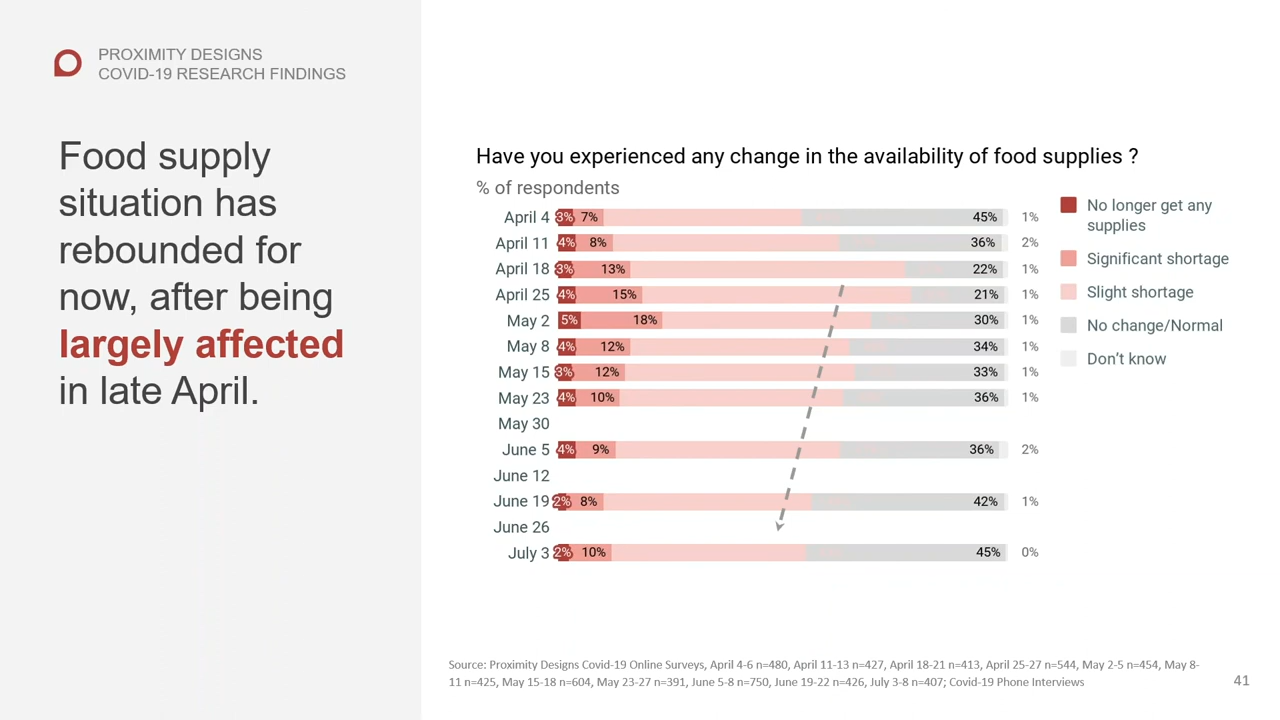 PROXIMITY DESIGNS
COVID-19 RESEARCH FINDINGS
Food supply
situation has
rebounded for
now, after being
largely affected
in late April.
Have you experienced any change in the availability of food supplies ?
% of respondents
April 4 3% 7% 45% 1%
April 11 4% 8% 36% 2%
April 18 3% 13% 22% 1%
April 25 4% 15% 21% 1%
May 2 5% 18% 30% 1%
May 8 4% 12% 34% 1%
May 15 3% 12% 33% 1%
May 23 4% 10% 36% 1%
May 30
June 5 4% 9% 36% 2%
June 12
June 19 2% 8% 42% 1%
June 26
July 3 2% 10% 45% 0%
No longer get any
supplies
Significant shortage
Slight shortage
No change/Normal
Don't know
Source: Proximity Designs Covid-19 Online Surveys, April 4-6 n=480, April 11-13 n=427, April 18-21 n=413, April 25-27 n=544, May 2-5 n=454, May 8-
11 n=425, May 15-18 n=604, May 23-27 n=391, June 5-8 n=750, June 19-22 n=426, July 3-8 n=407; Covid-19 Phone Interviews
41